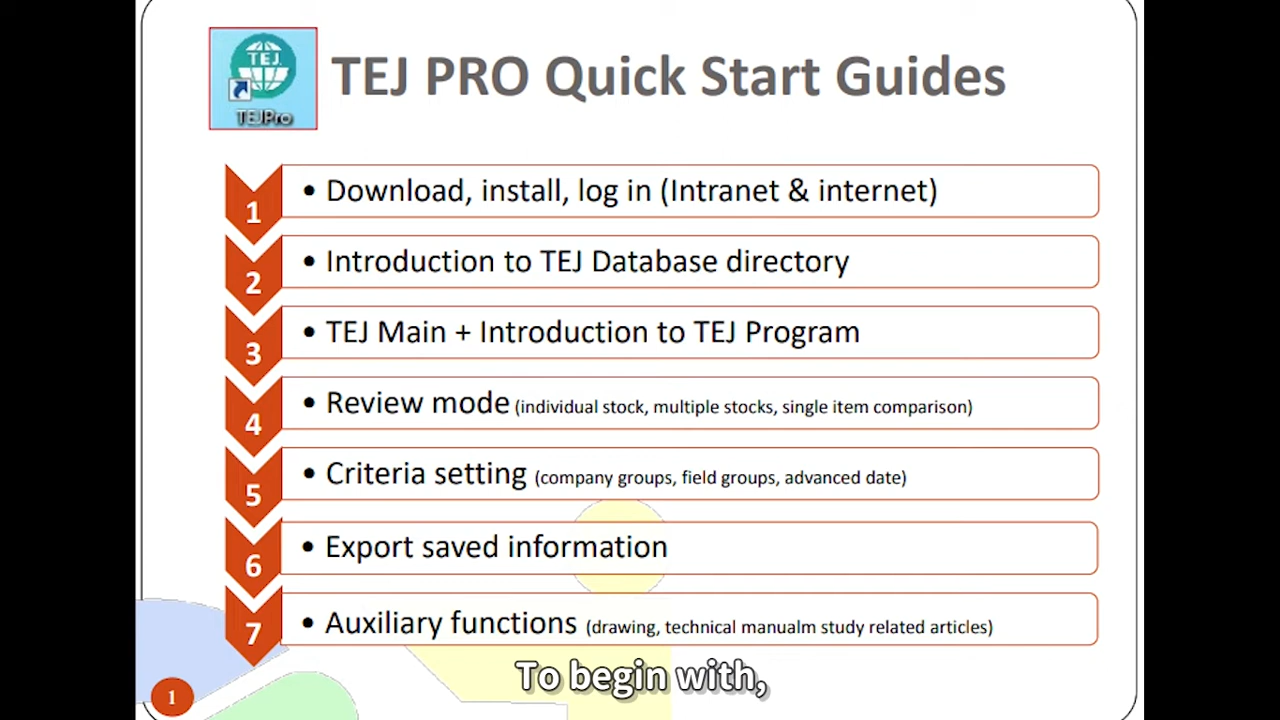 TEJ
TEJPro
TEJ PRO Quick Start Guides
1
• Download, install, log in (Intranet & internet)
2
• Introduction to TEJ Database directory
3
• TEJ Main + Introduction to TEJ Program
4
• Review mode (individual stock, multiple stocks, single item comparison)
5
• Criteria setting (company groups, field groups, advanced date)
6
• Export saved information
7
• Auxiliary functions (drawing, technical manualm study related articles)
To begin with,
1